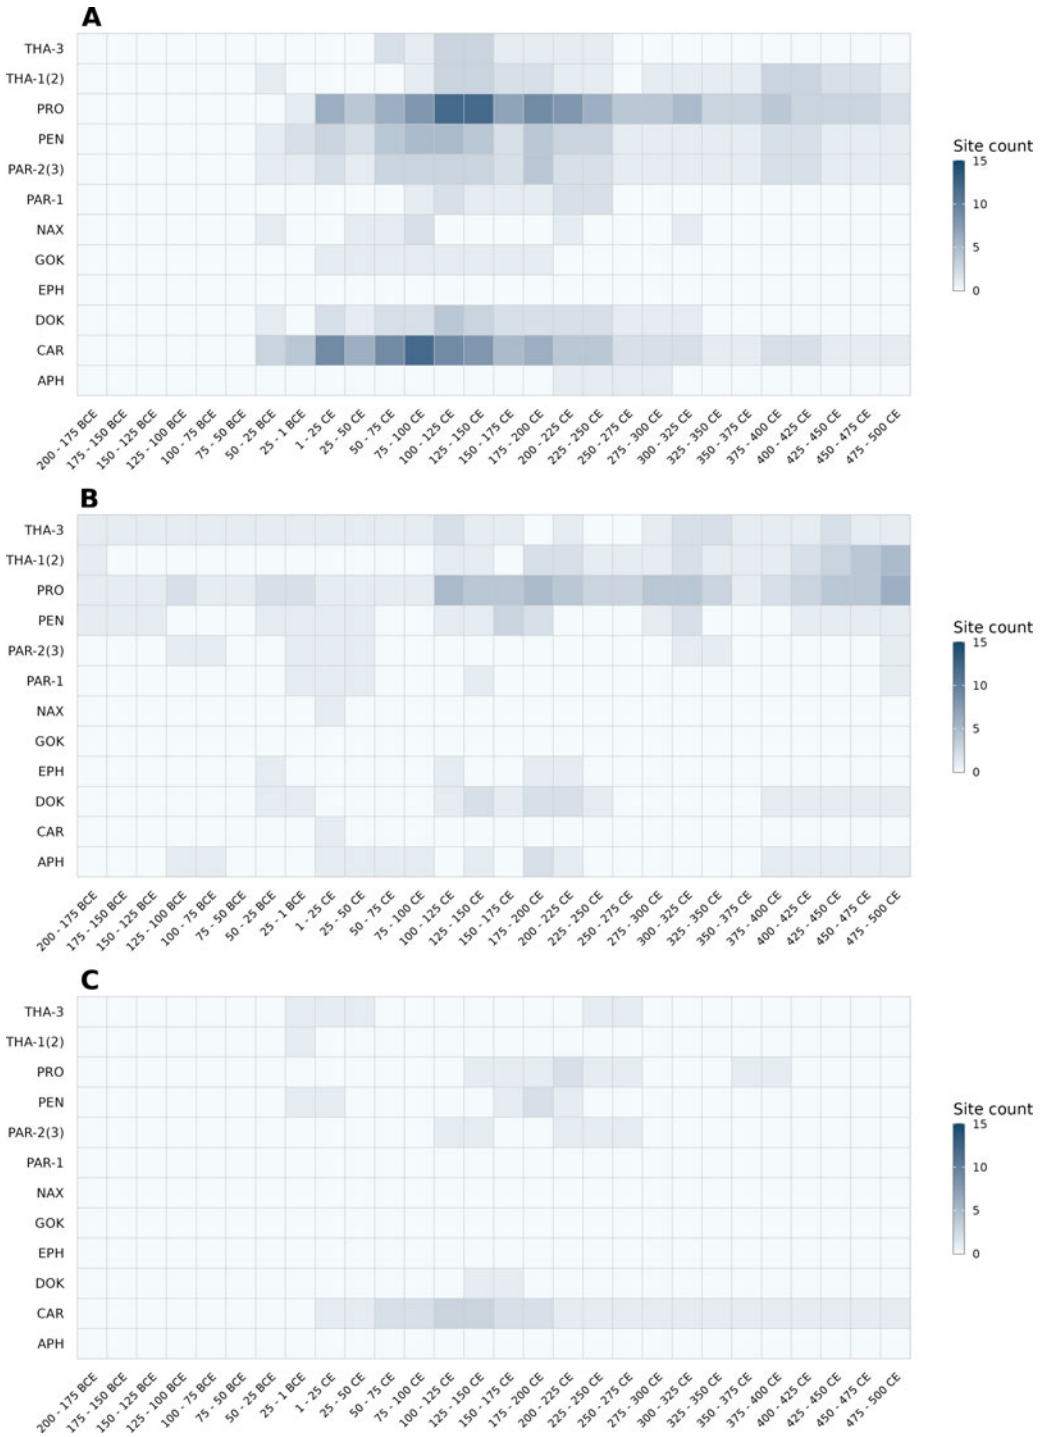 A
THA-3
THA-1(2)
PRO
PEN
PAR-2(3)
PAR-1
NAX
GOK
EPH
DOK
CAR
APH
200 - 175 BCE
175 - 150 BCE
150 - 125 BCE
125 - 100 BCE
100 - 75 BCE
75 - 50 BCE
50 - 25 BCE
25 - 1 BCE
1 - 25 CE
25 - 50 CE
50 - 75 CE
75 - 100 CE
100 - 125 CE
125 - 150 CE
150 - 175 CE
175 - 200 CE
200 - 225 CE
225 - 250 CE
250 - 275 CE
275 - 300 CE
300 - 325 CE
325 - 350 CE
350 - 375 CE
375 - 400 CE
400 - 425 CE
425 - 450 CE
450 - 475 CE
475 - 500 CE
Site count
15
10
5
0
B
THA-3
THA-1(2)
PRO
PEN
PAR-2(3)
PAR-1
NAX
GOK
EPH
DOK
CAR
APH
200 - 175 BCE
175 - 150 BCE
150 - 125 BCE
125 - 100 BCE
100 - 75 BCE
75 - 50 BCE
50 - 25 BCE
25 - 1 BCE
1 - 25 CE
25 - 50 CE
50 - 75 CE
75 - 100 CE
100 - 125 CE
125 - 150 CE
150 - 175 CE
175 - 200 CE
200 - 225 CE
225 - 250 CE
250 - 275 CE
275 - 300 CE
300 - 325 CE
325 - 350 CE
350 - 375 CE
375 - 400 CE
400 - 425 CE
425 - 450 CE
450 - 475 CE
475 - 500 CE
Site count
15
10
5
0
C
THA-3
THA-1(2)
PRO
PEN
PAR-2(3)
PAR-1
NAX
GOK
EPH
DOK
CAR
APH
200 - 175 BCE
175 - 150 BCE
150 - 125 BCE
125 - 100 BCE
100 - 75 BCE
75 - 50 BCE
50 - 25 BCE
25 - 1 BCE
1 - 25 CE
25 - 50 CE
50 - 75 CE
75 - 100 CE
100 - 125 CE
125 - 150 CE
150 - 175 CE
175 - 200 CE
200 - 225 CE
225 - 250 CE
250 - 275 CE
275 - 300 CE
300 - 325 CE
325 - 350 CE
350 - 375 CE
375 - 400 CE
400 - 425 CE
425 - 450 CE
450 - 475 CE
475 - 500 CE
Site count
15
10
5
0